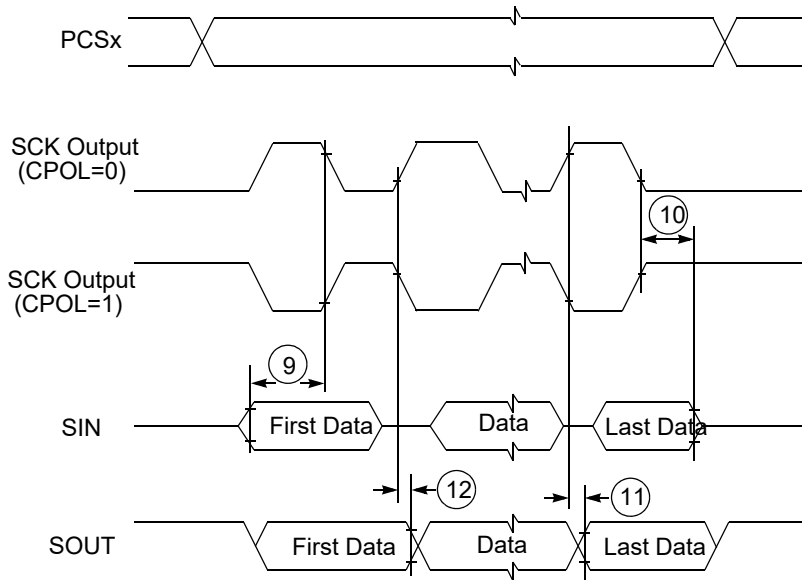 PCSx
SCK Output
(CPOL=0)
10
SCK Output
(CPOL=1)
9
SIN
First Data
Data
Last Data
12
11
SOUT
First Data
Data
Last Data